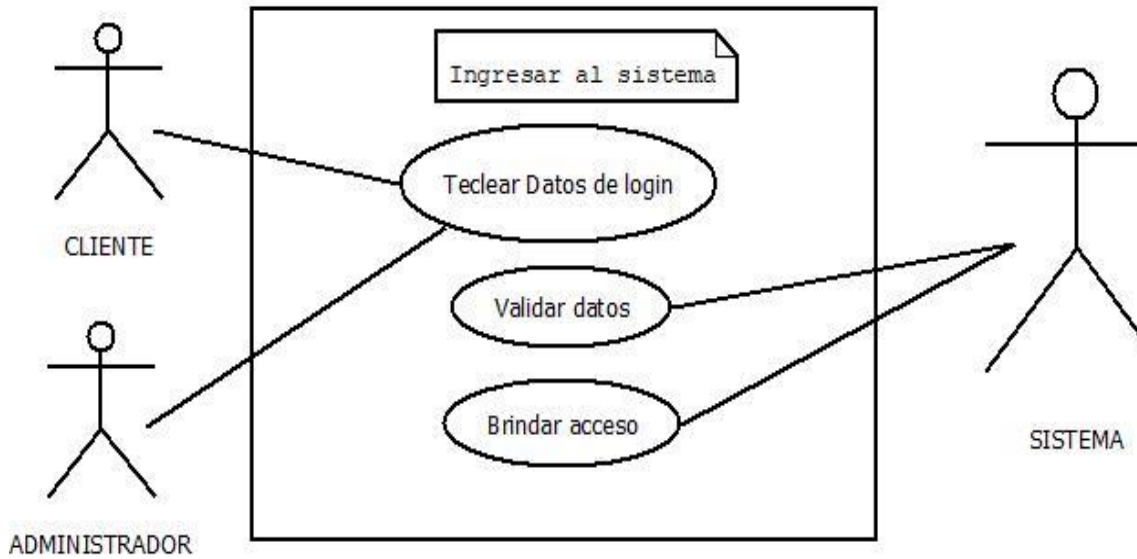 Ingresar al sistema
Teclear Datos de login
CLIENTE
Validar datos
Brindar acceso
SISTEMA
ADMINISTRADOR